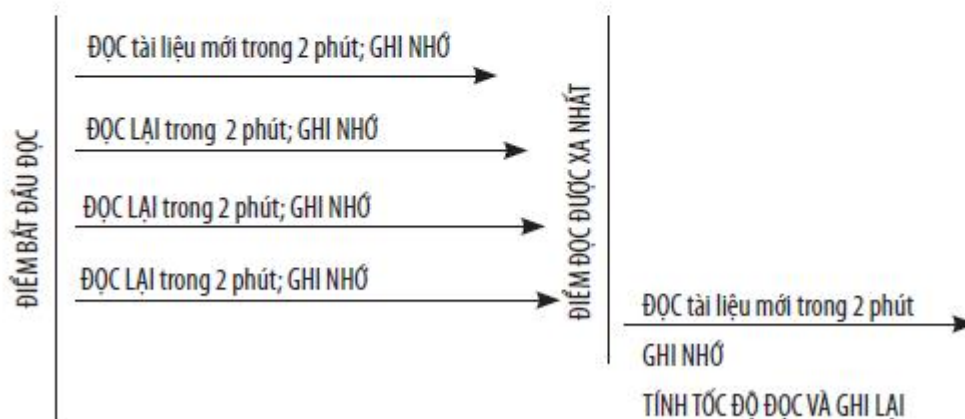 ĐIỂM BẮT ĐẦU ĐỌC
ĐỌC tài liệu mới trong 2 phút; GHI NHỚ
ĐỌC LẠI trong 2 phút; GHI NHỚ
ĐỌC LẠI trong 2 phút; GHI NHỚ
ĐỌC LẠI trong 2 phút; GHI NHỚ
ĐIỂM ĐỌC ĐƯỢC XA NHẤT
ĐỌC tài liệu mới trong 2 phút
GHI NHỚ
TÍNH TỐC ĐỘ ĐỌC VÀ GHI LẠI